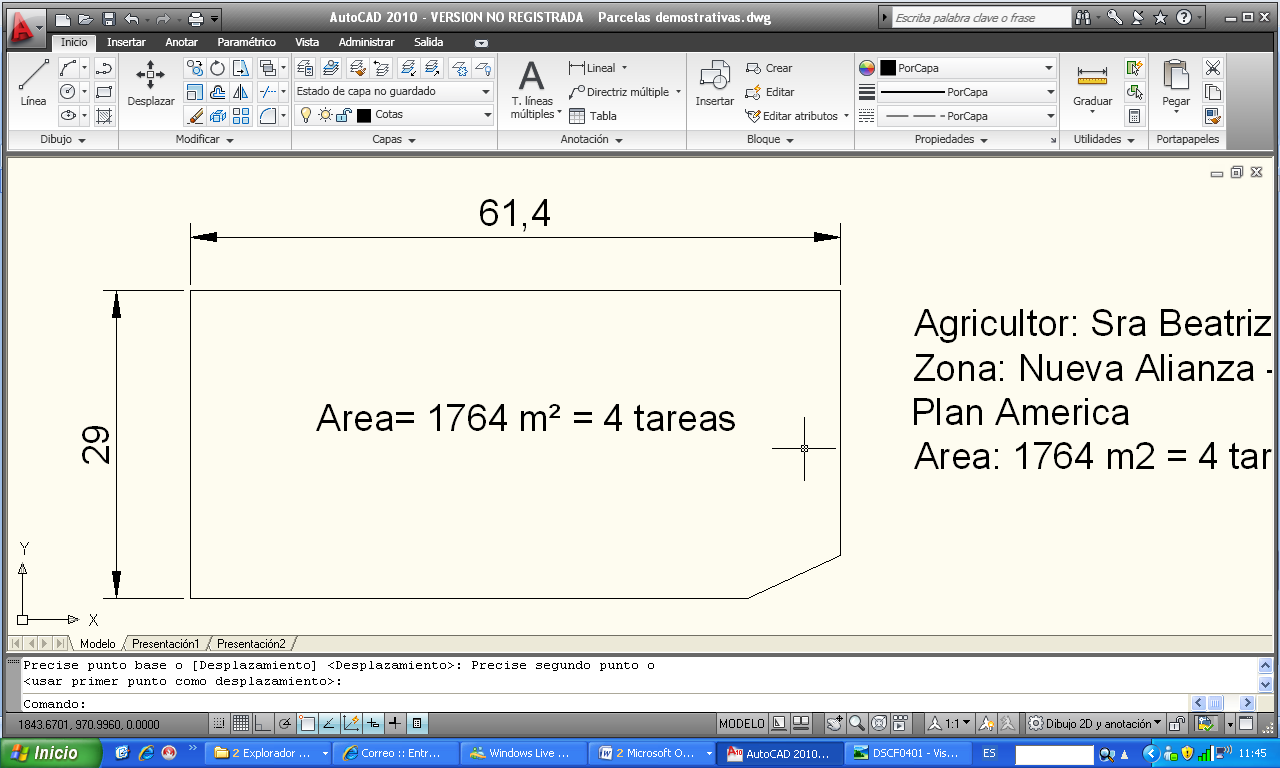 AutoCAD 2010 - VERSION NO REGISTRADA Parcelas demostrativas.dwg
Escriba palabra clave o frase
Inicio Insertar Anotar Paramétrico Vista Administrar Salida
Línea
Desplazar
Estado de capa no guardado
Cotas
T. líneas
múltiples
Lineal
Directriz múltiple
Tabla
Insertar
Crear
Editar
Editar atributos
PorCapa
PorCapa
PorCapa
Graduar
Pegar
Dibujo Modificar Capas Anotación Bloque Propiedades Utilidades Portapapeles
61,4
29
Area= 1764 m² = 4 tareas
Agricultor: Sra Beatriz
Zona: Nueva Alianza -
Plan America
Area: 1764 m2 = 4 tar
Y
X
Modelo Presentación1 Presentación2
Precise punto base o [Desplazamiento] <Desplazamiento>: Precise segundo punto o
<usar primer punto como desplazamiento>:
Comando:
1843.6701, 970.9960, 0.0000
MODELO
1:1
Dibujo 2D y anotación
Inicio
2 Explorador ...
Correo :: Entr...
Windows Live ...
2 Microsoft O...
AutoCAD 2010...
DSCF0401 - Vis...
ES
11:45